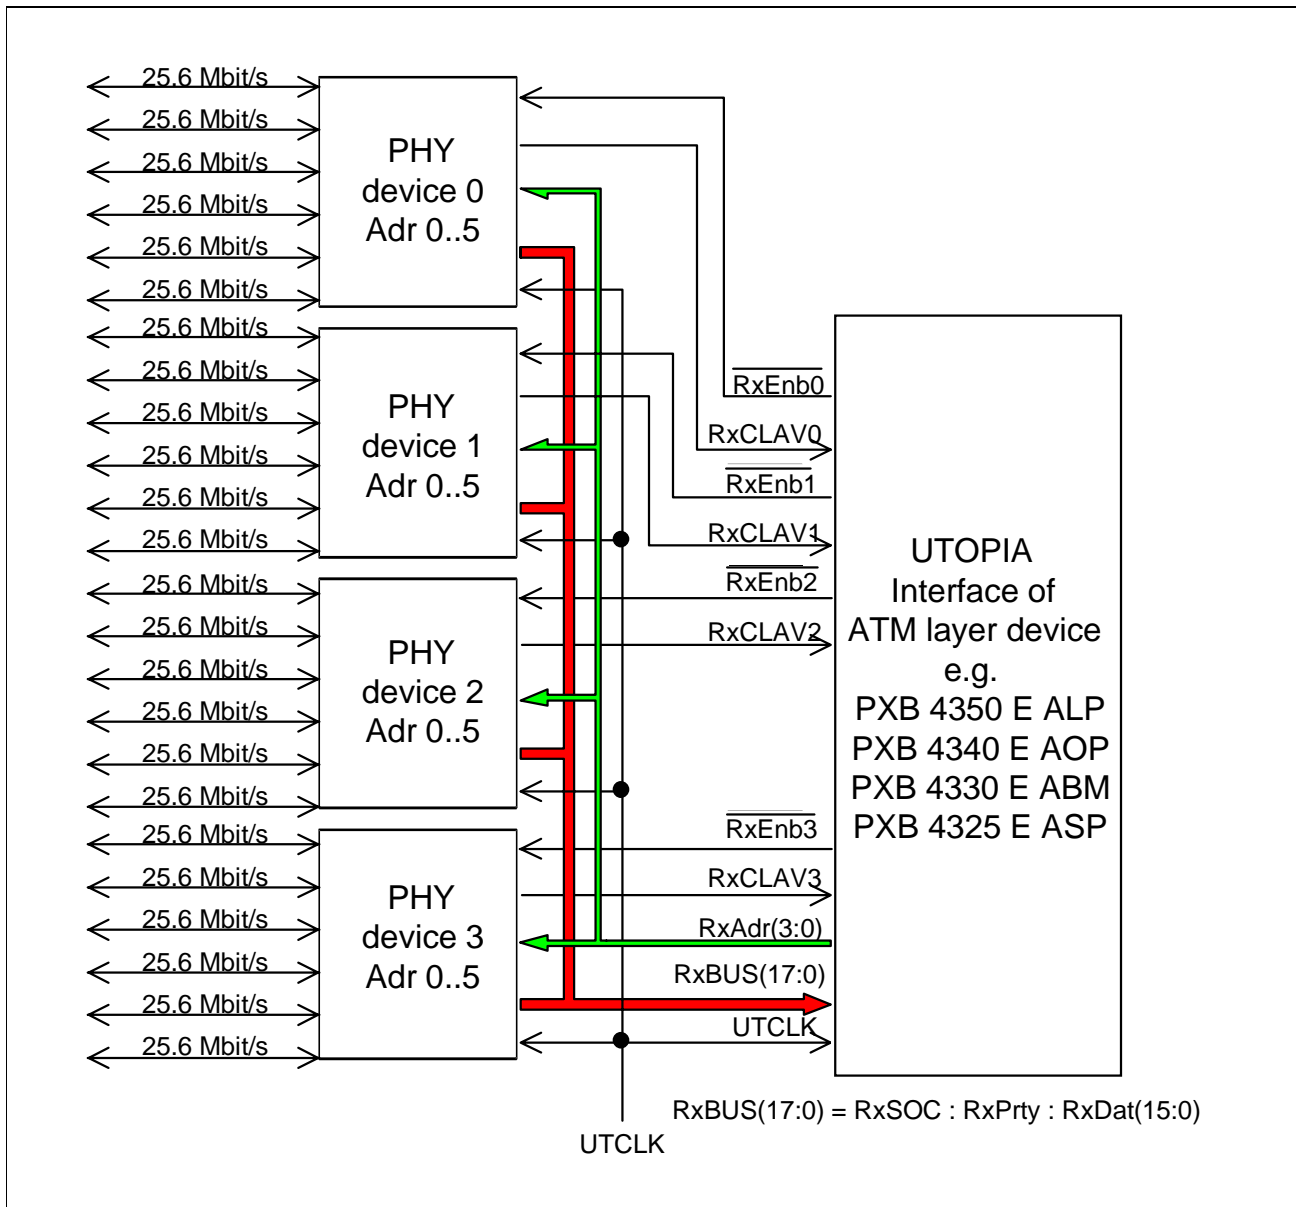 25.6 Mbit/s
25.6 Mbit/s
25.6 Mbit/s
25.6 Mbit/s
25.6 Mbit/s
25.6 Mbit/s
PHY
device 0
Adr 0..5
25.6 Mbit/s
25.6 Mbit/s
25.6 Mbit/s
25.6 Mbit/s
25.6 Mbit/s
25.6 Mbit/s
PHY
device 1
Adr 0..5
25.6 Mbit/s
25.6 Mbit/s
25.6 Mbit/s
25.6 Mbit/s
25.6 Mbit/s
25.6 Mbit/s
PHY
device 2
Adr 0..5
25.6 Mbit/s
25.6 Mbit/s
25.6 Mbit/s
25.6 Mbit/s
25.6 Mbit/s
25.6 Mbit/s
PHY
device 3
Adr 0..5
RxEnb0
RxCLAV0
RxEnb1
RxCLAV1
RxEnb2
RxCLAV2
RxEnb3
RxCLAV3
RxAdr(3:0)
RxBUS(17:0)
UTCLK
UTOPIA
Interface of
ATM layer device
e.g.
PXB 4350 E ALP
PXB 4340 E AOP
PXB 4330 E ABM
PXB 4325 E ASP
RxBUS(17:0) = RxSOC : RxPrty : RxDat(15:0)
UTCLK